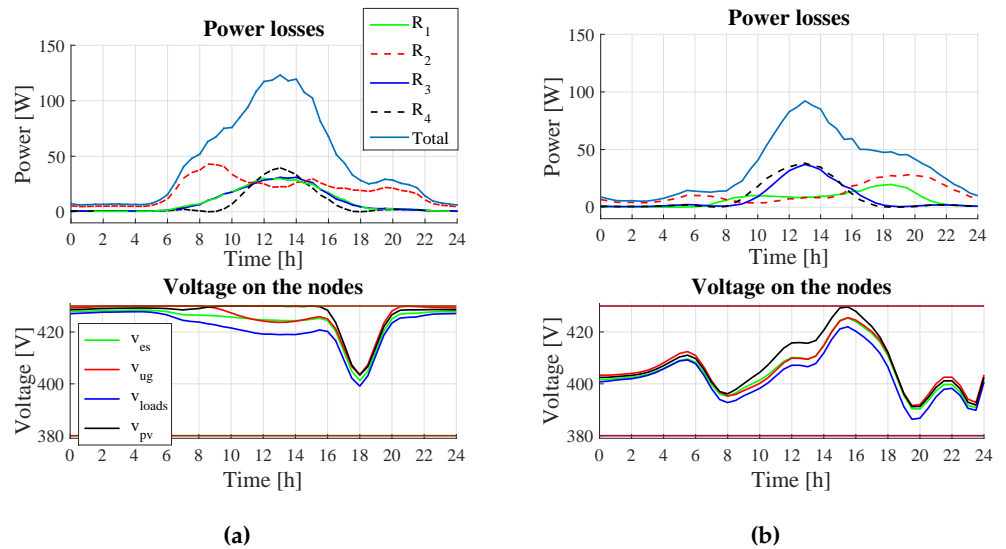 Power losses
150
100
50
0
Power [W]
0 2 4 6 8 10 12 14 16 18 20 22 24
Time [h]
R1
R2
R3
R4
Total
Voltage on the nodes
420
400
380
Voltage [V]
v_es
v_ug
v_loads
v_pv
0 2 4 6 8 10 12 14 16 18 20 22 24
Time [h]
(a)
Power losses
150
100
50
0
Power [W]
0 2 4 6 8 10 12 14 16 18 20 22 24
Time [h]
Voltage on the nodes
420
400
380
Voltage [V]
0 2 4 6 8 10 12 14 16 18 20 22 24
Time [h]
(b)